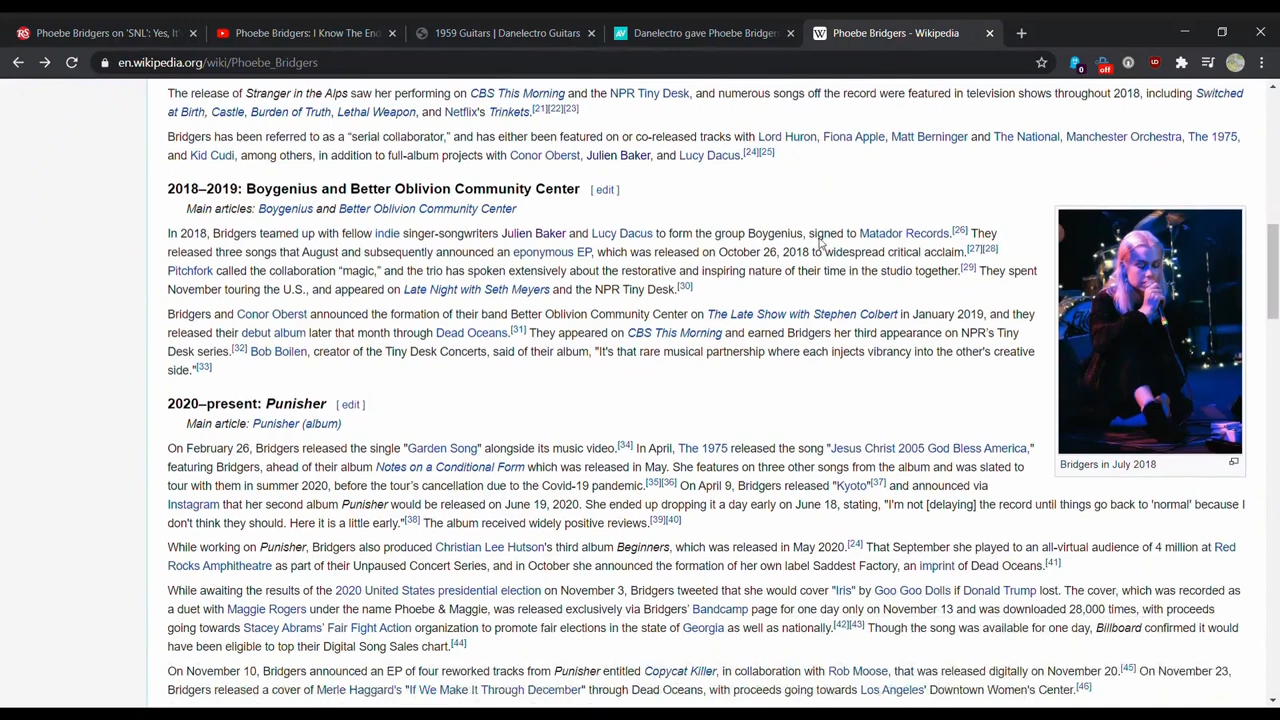 Phoebe Bridgers on 'SNL': Yes, It'
Phoebe Bridgers: I Know The End
1959 Guitars | Danelectro Guitars
Danelectro gave Phoebe Bridger
Phoebe Bridgers - Wikipedia
en.wikipedia.org/wiki/Phoebe_Bridgers
0
off
The release of Stranger in the Alps saw her performing on CBS This Morning and the NPR Tiny Desk, and numerous songs off the record were featured in television shows throughout 2018, including Switched
at Birth, Castle, Burden of Truth, Lethal Weapon, and Netflix's Trinkets.[21][22][23]
Bridgers has been referred to as a “serial collaborator,” and has either been featured on or co-released tracks with Lord Huron, Fiona Apple, Matt Berninger and The National, Manchester Orchestra, The 1975,
and Kid Cudi, among others, in addition to full-album projects with Conor Oberst, Julien Baker, and Lucy Dacus.[24][25]
2018–2019: Boygenius and Better Oblivion Community Center [ edit ]
Main articles: Boygenius and Better Oblivion Community Center
In 2018, Bridgers teamed up with fellow indie singer-songwriters Julien Baker and Lucy Dacus to form the group Boygenius, signed to Matador Records.[26] They
released three songs that August and subsequently announced an eponymous EP, which was released on October 26, 2018 to widespread critical acclaim.[27][28]
Pitchfork called the collaboration “magic,” and the trio has spoken extensively about the restorative and inspiring nature of their time in the studio together.[29] They spent
November touring the U.S., and appeared on Late Night with Seth Meyers and the NPR Tiny Desk.[30]
Bridgers and Conor Oberst announced the formation of their band Better Oblivion Community Center on The Late Show with Stephen Colbert in January 2019, and they
released their debut album later that month through Dead Oceans.[31] They appeared on CBS This Morning and earned Bridgers her third appearance on NPR's Tiny
Desk series.[32] Bob Boilen, creator of the Tiny Desk Concerts, said of their album, "It's that rare musical partnership where each injects vibrancy into the other's creative
side."[33]
Bridgers in July 2018
2020–present: Punisher [ edit ]
Main article: Punisher (album)
On February 26, Bridgers released the single "Garden Song" alongside its music video.[34] In April, The 1975 released the song "Jesus Christ 2005 God Bless America,"
featuring Bridgers, ahead of their album Notes on a Conditional Form which was released in May. She features on three other songs from the album and was slated to
tour with them in summer 2020, before the tour's cancellation due to the Covid-19 pandemic.[35][36] On April 9, Bridgers released "Kyoto"[37] and announced via
Instagram that her second album Punisher would be released on June 19, 2020. She ended up dropping it a day early on June 18, stating, "I'm not [delaying] the record until things go back to 'normal' because I
don't think they should. Here it is a little early."[38] The album received widely positive reviews.[39][40]
While working on Punisher, Bridgers also produced Christian Lee Hutson's third album Beginners, which was released in May 2020.[24] That September she played to an all-virtual audience of 4 million at Red
Rocks Amphitheatre as part of their Unpaused Concert Series, and in October she announced the formation of her own label Saddest Factory, an imprint of Dead Oceans.[41]
While awaiting the results of the 2020 United States presidential election on November 3, Bridgers tweeted that she would cover "Iris" by Goo Goo Dolls if Donald Trump lost. The cover, which was recorded as
a duet with Maggie Rogers under the name Phoebe & Maggie, was released exclusively via Bridgers’ Bandcamp page for one day only on November 13 and was downloaded 28,000 times, with proceeds
going towards Stacey Abrams’ Fair Fight Action organization to promote fair elections in the state of Georgia as well as nationally.[42][43] Though the song was available for one day, Billboard confirmed it would
have been eligible to top their Digital Song Sales chart.[44]
On November 10, Bridgers announced an EP of four reworked tracks from Punisher entitled Copycat Killer, in collaboration with Rob Moose, that was released digitally on November 20.[45] On November 23,
Bridgers released a cover of Merle Haggard's "If We Make It Through December" through Dead Oceans, with proceeds going towards Los Angeles' Downtown Women's Center.[46]